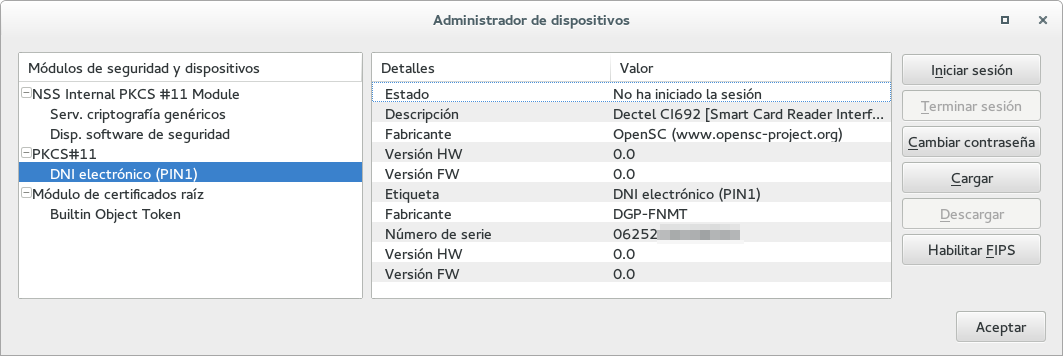 Administrador de dispositivos
Módulos de seguridad y dispositivos
NSS Internal PKCS #11 Module
Serv. criptografía genéricos
Disp. software de seguridad
PKCS#11
DNI electrónico (PIN1)
Módulo de certificados raíz
Builtin Object Token
Detalles Valor
Estado No ha iniciado la sesión
Descripción Dectel CI692 [Smart Card Reader Interf...
Fabricante OpenSC (www.opensc-project.org)
Versión HW 0.0
Versión FW 0.0
Etiqueta DNI electrónico (PIN1)
Fabricante DGP-FNMT
Número de serie 06252
Versión HW 0.0
Versión FW 0.0
Iniciar sesión
Terminar sesión
Cambiar contraseña
Cargar
Descargar
Habilitar FIPS
Aceptar